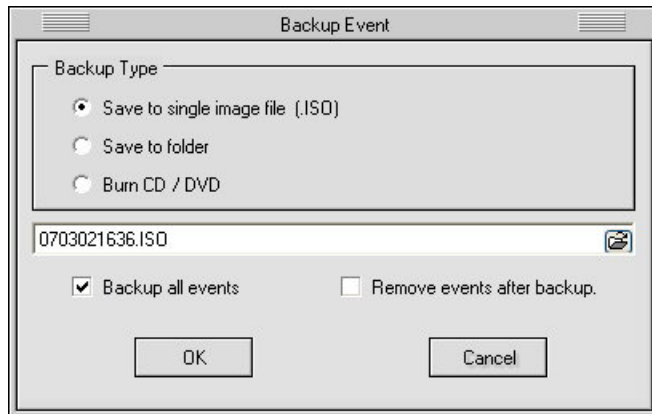 Backup Event
Backup Type
Save to single image file (.ISO)
Save to folder
Burn CD / DVD
0703021636.ISO
Backup all events
Remove events after backup.
OK
Cancel